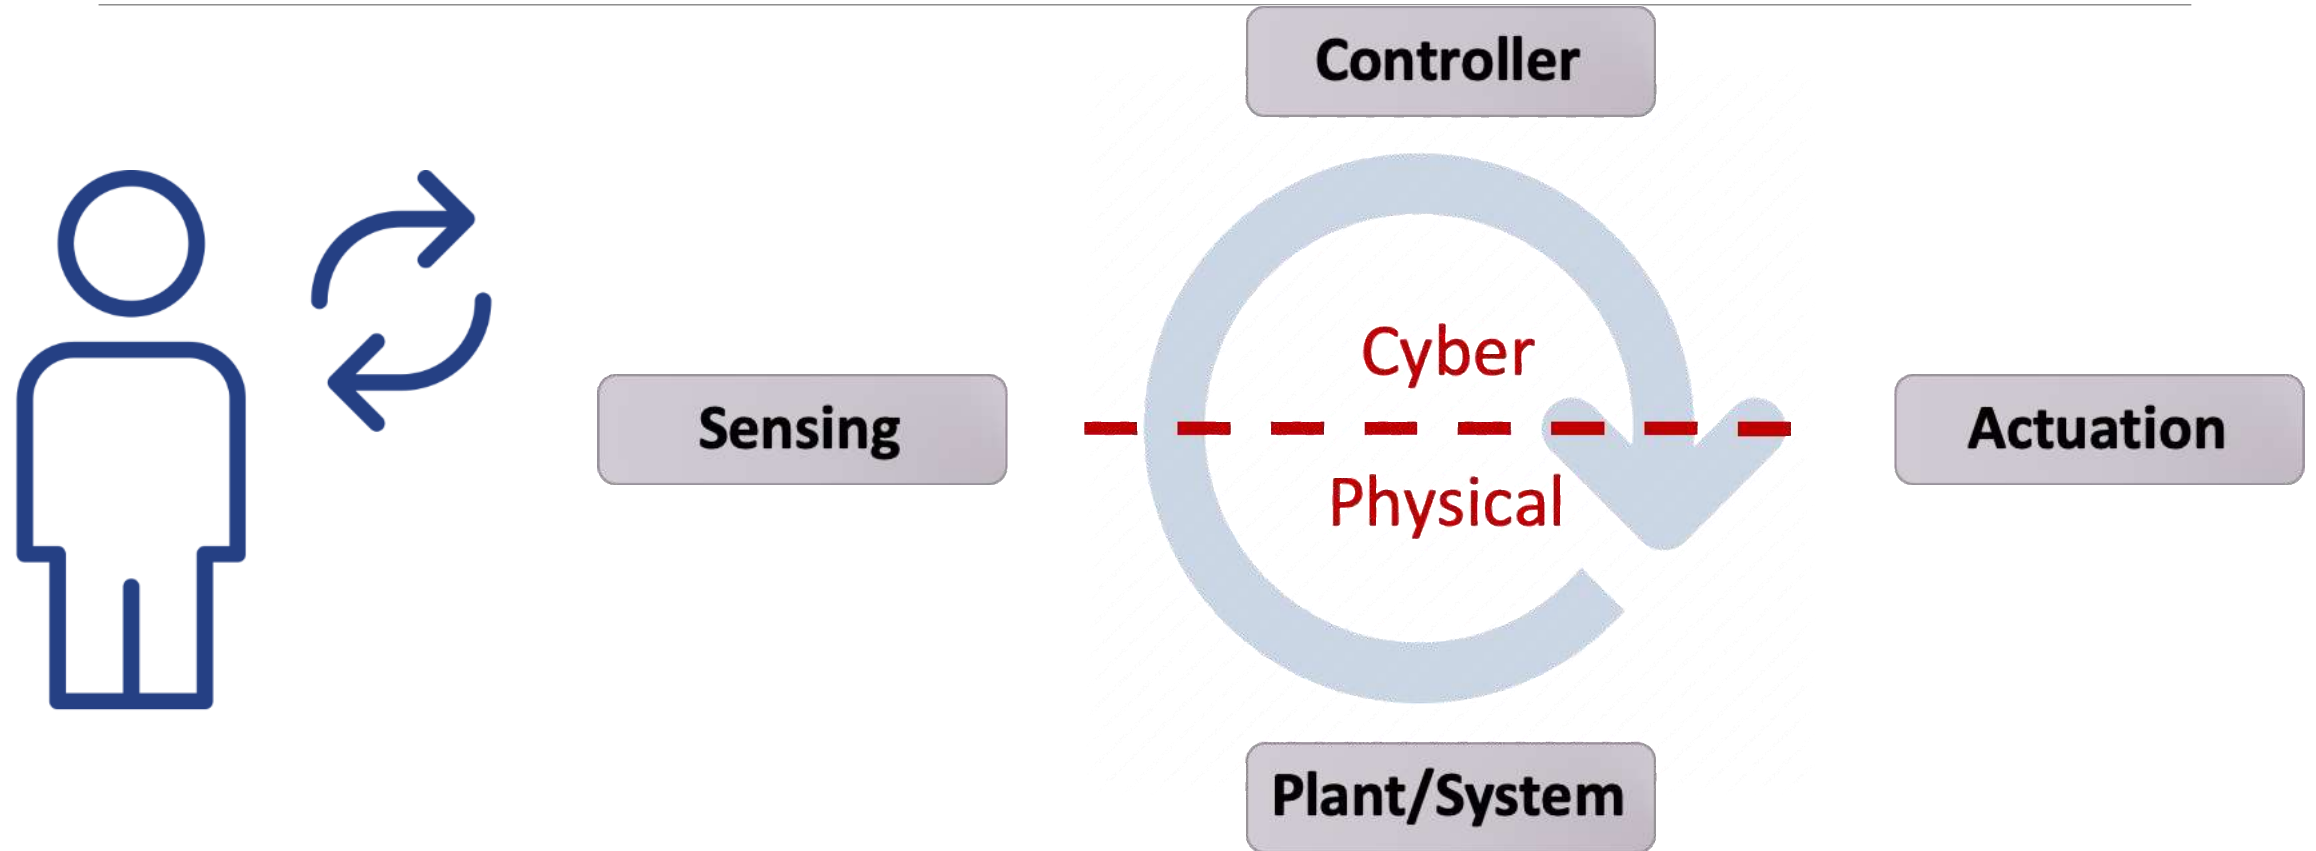 Controller
Cyber
Sensing
Actuation
Physical
Plant/System